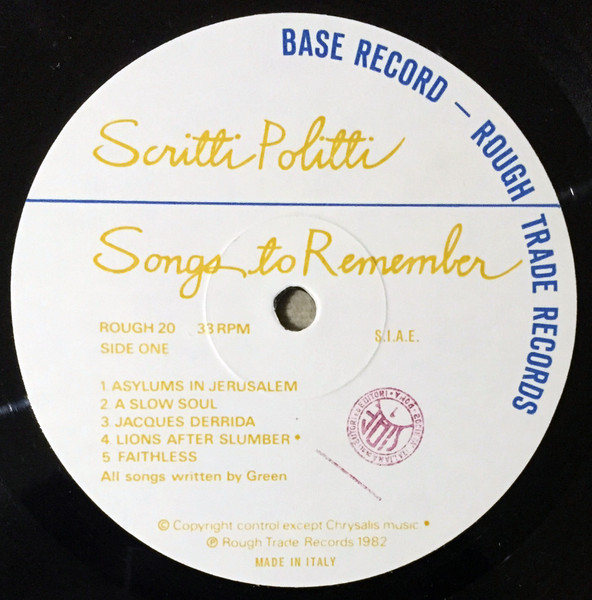 BASE RECORD — ROUGH TRADE RECORDS
Scritti Politti
Songs to Remember
ROUGH 20 33 RPM S.I.A.E.
SIDE ONE
1 ASYLUMS IN JERUSALEM
2 A SLOW SOUL
3 JACQUES DERRIDA
4 LIONS AFTER SLUMBER *
5 FAITHLESS
All songs written by Green
© Copyright control except Chrysalis music *
℗ Rough Trade Records 1982
MADE IN ITALY